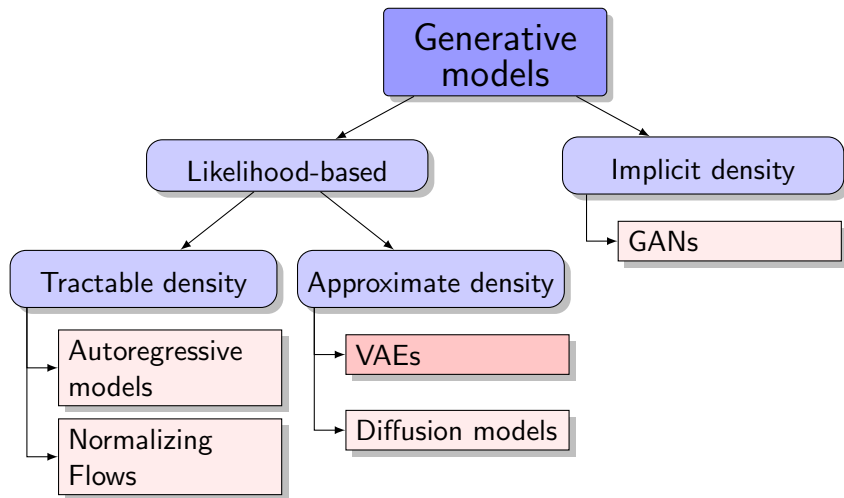 Generative
models
Likelihood-based
Implicit density
GANs
Tractable density
Approximate density
Autoregressive
models
VAEs
Normalizing
Flows
Diffusion models